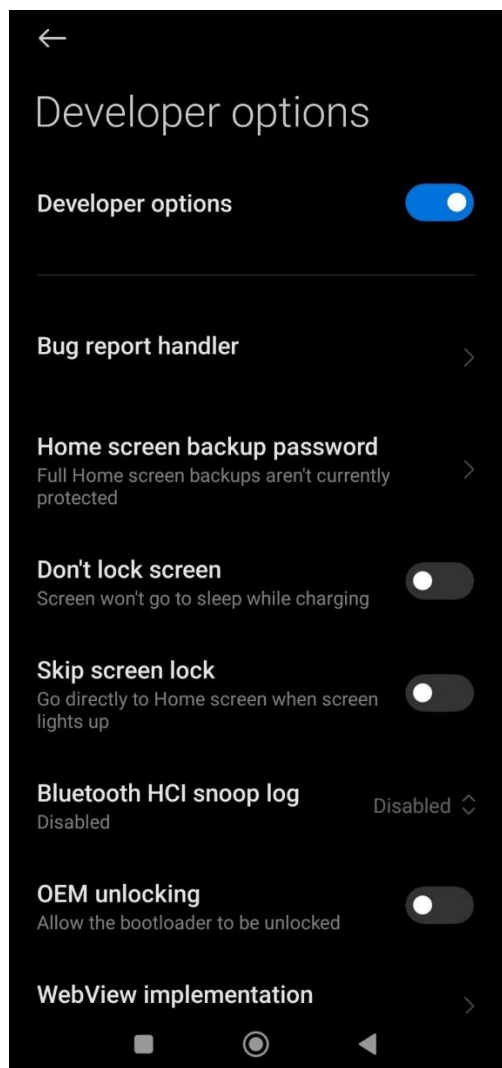 Developer options
Developer options
Bug report handler
Home screen backup password
Full Home screen backups aren't currently
protected
Don't lock screen
Screen won't go to sleep while charging
Skip screen lock
Go directly to Home screen when screen
lights up
Bluetooth HCI snoop log
Disabled
Disabled
OEM unlocking
Allow the bootloader to be unlocked
WebView implementation